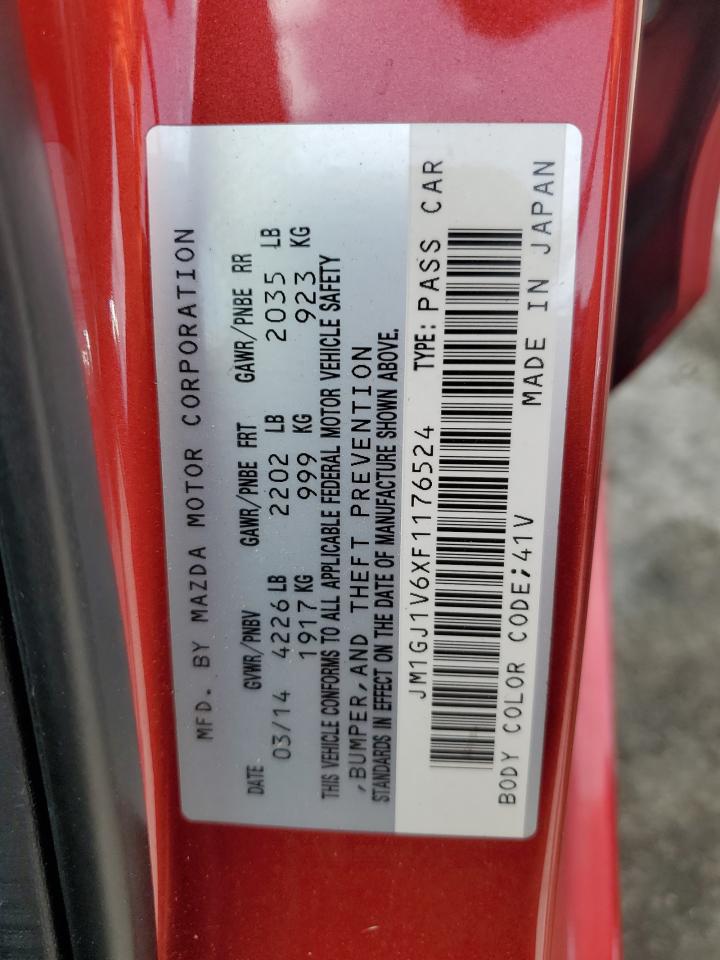 MFD. BY MAZDA MOTOR CORPORATION
DATE GVWR/PNBV GAWR/PNBE FRT GAWR/PNBE RR
03/14 4226 LB 2202 LB 2035 LB
1917 KG 999 KG 923 KG
THIS VEHICLE CONFORMS TO ALL APPLICABLE FEDERAL MOTOR VEHICLE SAFETY
,BUMPER,AND THEFT PREVENTION
STANDARDS IN EFFECT ON THE DATE OF MANUFACTURE SHOWN ABOVE.
JM1GJ1V6XF1176524 TYPE: PASS CAR
BODY COLOR CODE;41V MADE IN JAPAN